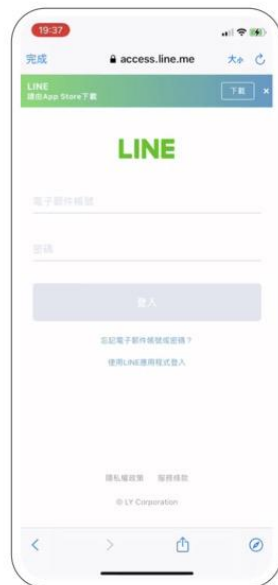 19:37
完成
access.line.me
大小
LINE
請由App Store下載
下載
×
LINE
電子郵件帳號
密碼
登入
忘記電子郵件帳號或密碼？
使用LINE應用程式登入
隱私權政策 服務條款
© LY Corporation